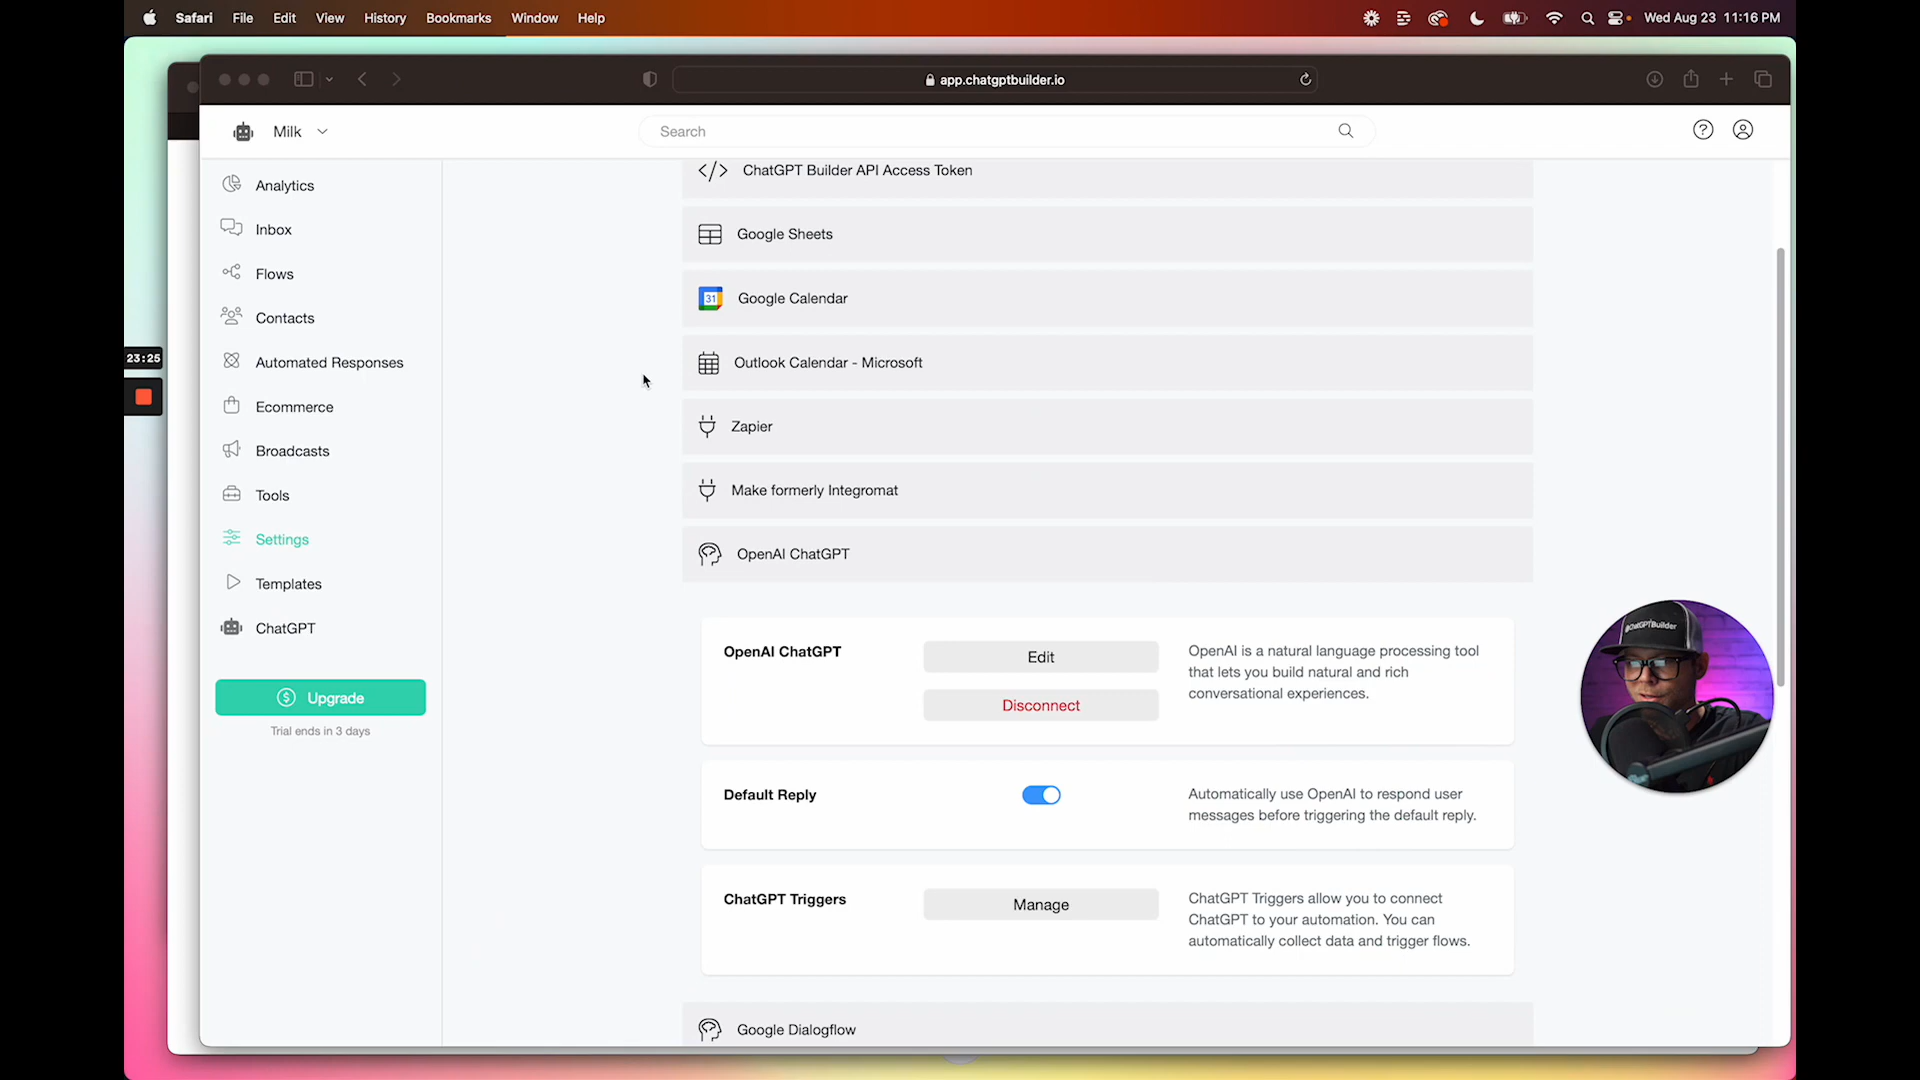 Safari File Edit View History Bookmarks Window Help
Wed Aug 23 11:16 PM
app.chatgptbuilder.io
Milk
Search
Analytics
Inbox
Flows
Contacts
Automated Responses
Ecommerce
Broadcasts
Tools
Settings
Templates
ChatGPT
Upgrade
Trial ends in 3 days
23:25
ChatGPT Builder API Access Token
Google Sheets
31
Google Calendar
Outlook Calendar - Microsoft
Zapier
Make formerly Integromat
OpenAI ChatGPT
OpenAI ChatGPT
Edit
Disconnect
OpenAI is a natural language processing tool
that lets you build natural and rich
conversational experiences.
Default Reply
Automatically use OpenAI to respond user
messages before triggering the default reply.
ChatGPT Triggers
Manage
ChatGPT Triggers allow you to connect
ChatGPT to your automation. You can
automatically collect data and trigger flows.
Google Dialogflow
@ChatGPTBuilder